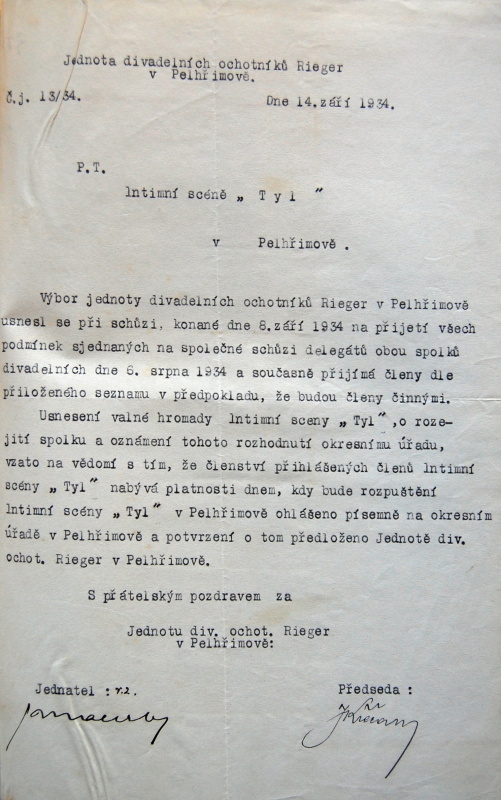 Jednota divadelních ochotníků Rieger
v Pelhřimově.
č.j. 13/34. Dne 14.září 1934.
P.T.
Intimní scéně „ T y l "
v Pelhřimově .
Výbor jednoty divadelních ochotníků Rieger v Pelhřimově
usnesl se při schůzi, konané dne 8.září 1934 na přijetí všech
podmínek sjednaných na společné schůzi delegátů obou spolků
divadelních dne 6. srpna 1934 a současně přijímá členy dle
přiloženého seznamu v předpokladu, že budou členy činnými.
Usnesení valné hromady Intimní sceny „Tyl",o roze-
jití spolku a oznámení tohoto rozhodnutí okresnímu úřadu,
vzato na vědomí s tím, že členství přihlášených členů Intimní
scény „Tyl" nabývá platnosti dnem, kdy bude rozpuštění
Intimní scény „Tyl" v Pelhřimově ohlášeno písemně na okresním
úřadě v Pelhřimově a potvrzení o tom předloženo Jednotě div.
ochot. Rieger v Pelhřimově.
S přátelským pozdravem za
Jednotu div. ochot. Rieger
v Pelhřimově:
Jednatel : Předseda :